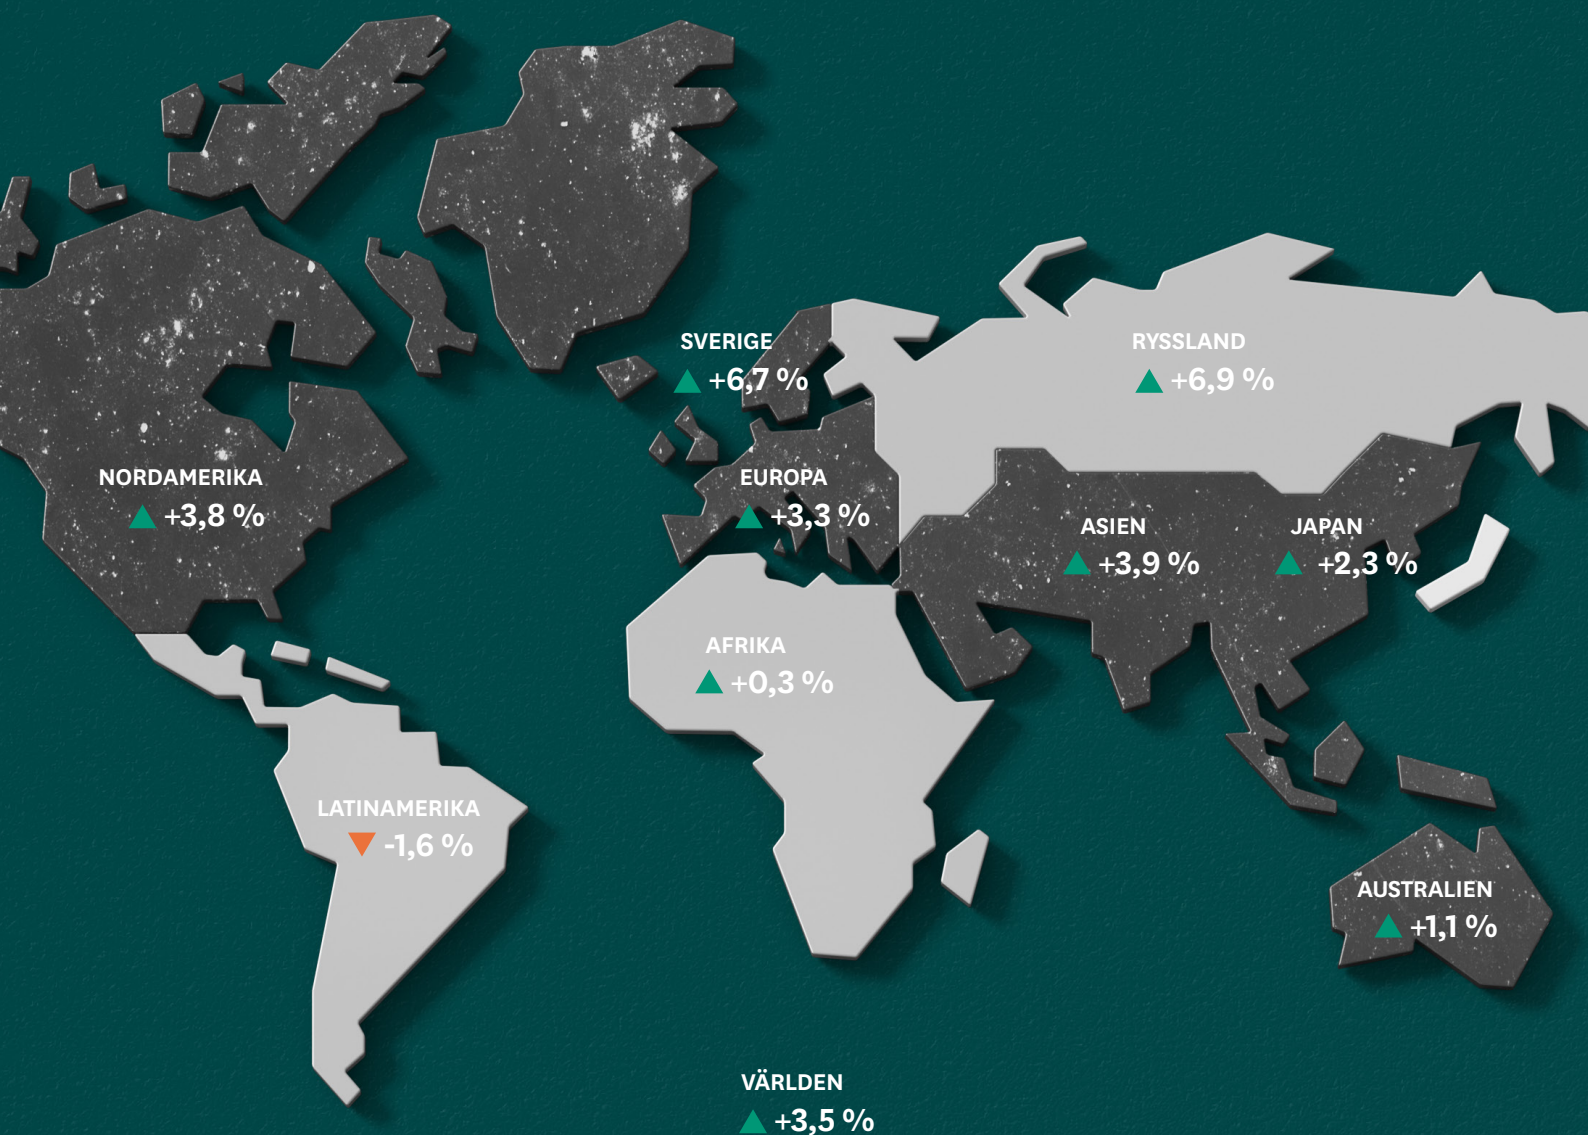 SVERIGE
▲ +6,7 %
RYSSLAND
▲ +6,9 %
NORDAMERIKA
▲ +3,8 %
EUROPA
▲ +3,3 %
ASIEN
▲ +3,9 %
JAPAN
▲ +2,3 %
AFRIKA
▲ +0,3 %
LATINAMERIKA
▼ -1,6 %
AUSTRALIEN
▲ +1,1 %
VÄRLDEN
▲ +3,5 %